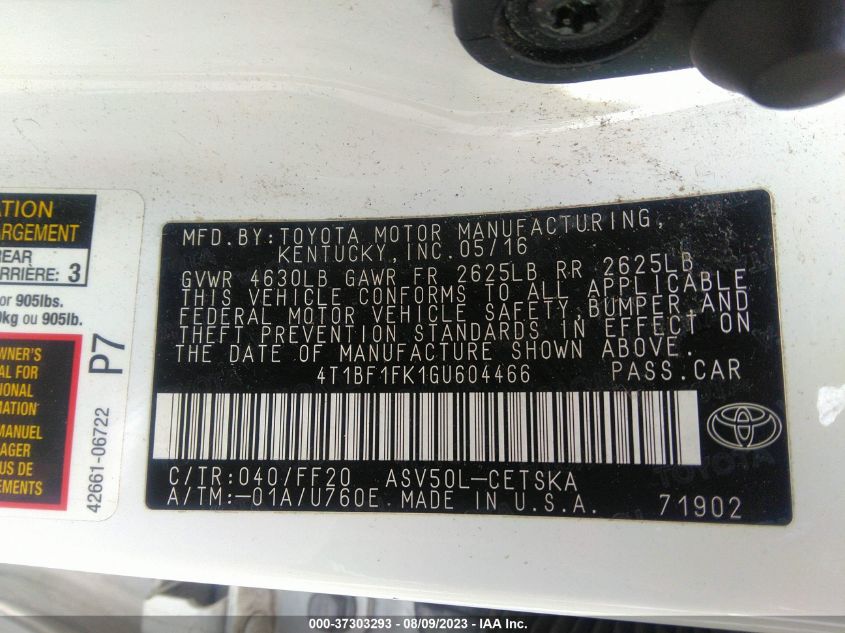 ATION
ARGEMENT
REAR
ARRIÈRE: 3
or 905lbs.
kg ou 905lb.
WNER'S
AL FOR
IONAL
MATION
MANUEL
AGER
US DE
MENTS
P7
42661-06722
MFD.BY:TOYOTA MOTOR MANUFACTURING,
KENTUCKY,INC.05/16
GVWR 4630LB GAWR FR 2625LB RR 2625LB
THIS VEHICLE CONFORMS TO ALL APPLICABLE
FEDERAL MOTOR VEHICLE SAFETY,BUMPER,AND
THEFT PREVENTION STANDARDS IN EFFECT ON
THE DATE OF MANUFACTURE SHOWN ABOVE.
4T1BF1FK1GU604466 PASS.CAR
C/TR:040/FF20 ASV50L-CETSKA
A/TM:-01A/U760E MADE IN U.S.A. 71902
000-37303293 - 08/09/2023 - IAA Inc.